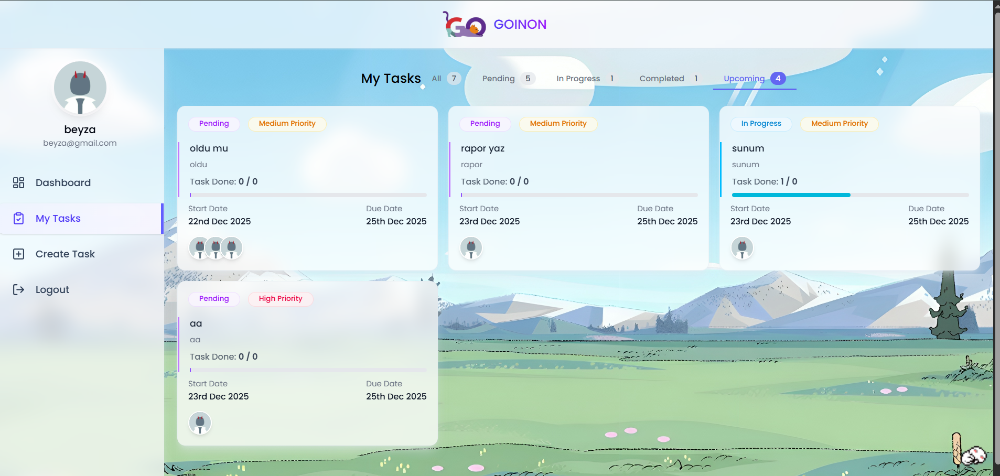 GO GOINON
beyza
beyza@gmail.com
Dashboard
My Tasks
Create Task
Logout
My Tasks All 7 Pending 5 In Progress 1 Completed 1 Upcoming 4
Pending Medium Priority
oldu mu
oldu
Task Done: 0 / 0
Start Date Due Date
22nd Dec 2025 25th Dec 2025
Pending Medium Priority
rapor yaz
rapor
Task Done: 0 / 0
Start Date Due Date
23rd Dec 2025 25th Dec 2025
In Progress Medium Priority
sunum
sunum
Task Done: 1 / 0
Start Date Due Date
23rd Dec 2025 25th Dec 2025
Pending High Priority
aa
aa
Task Done: 0 / 0
Start Date Due Date
23rd Dec 2025 25th Dec 2025